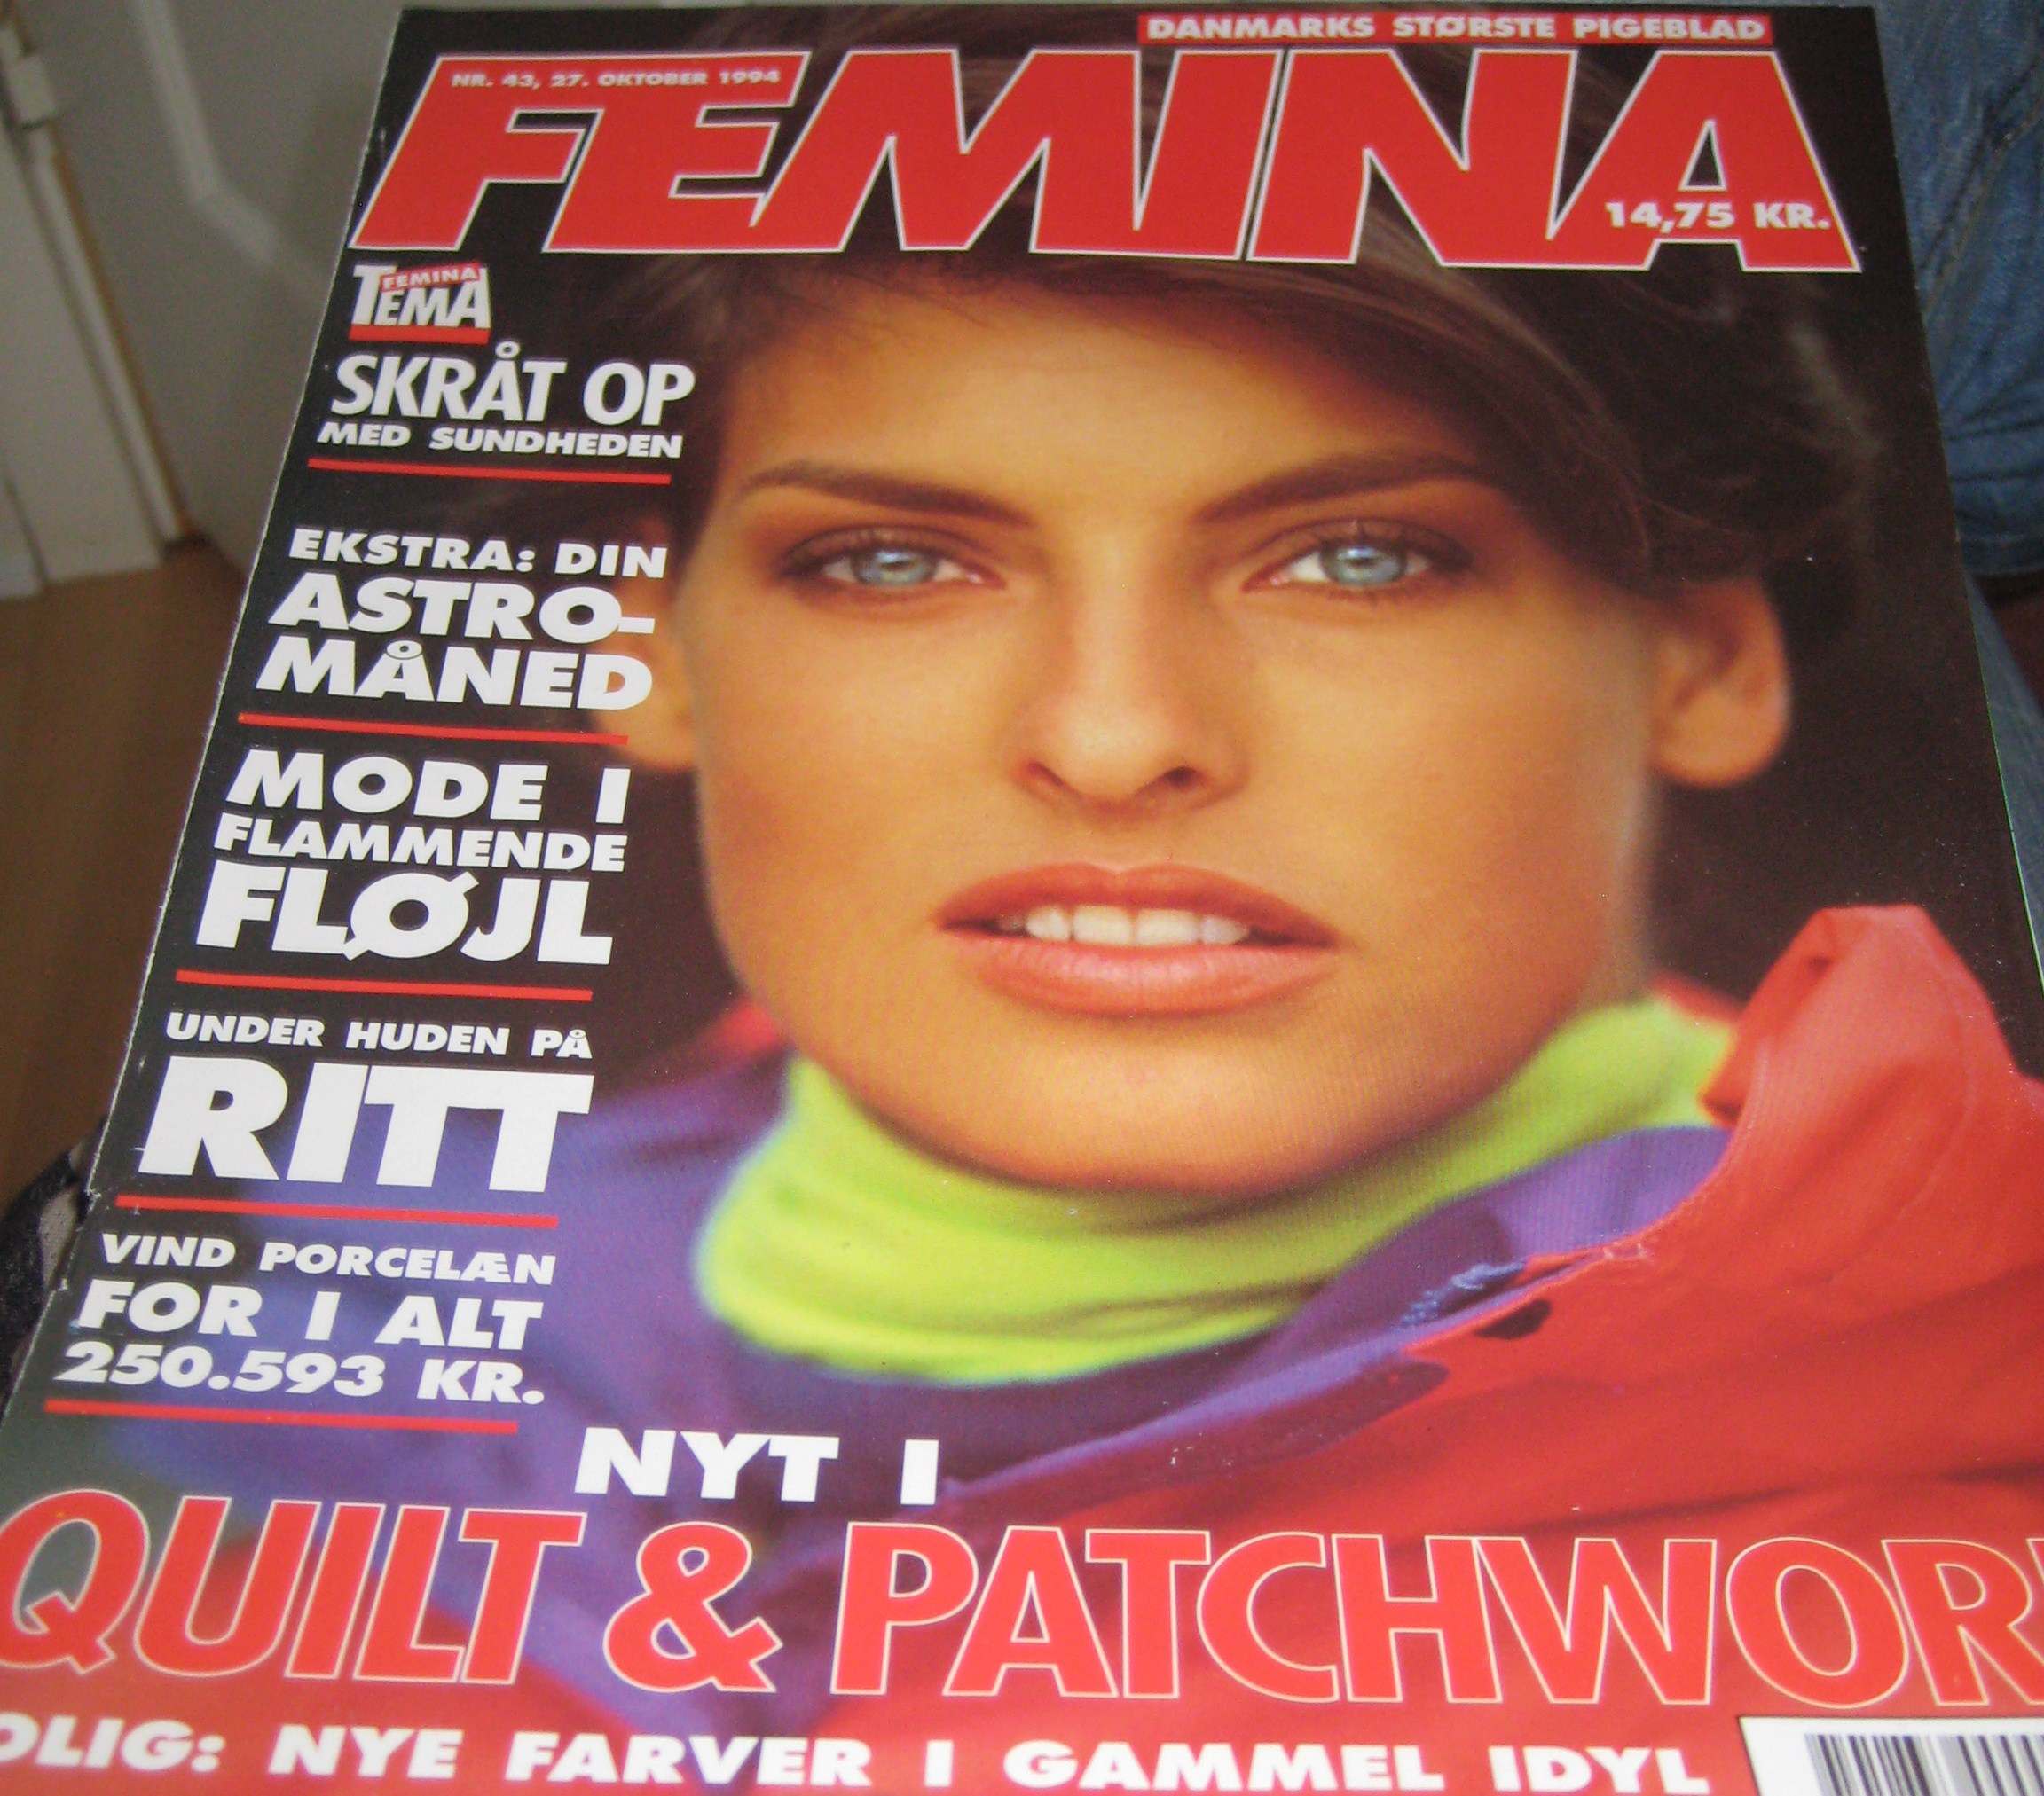 DANMARKS STØRSTE PIGEBLAD
NR. 43, 27. OKTOBER 1994
FEMINA
14,75 KR.
FEMINA
TEMA
SKRÅT OP
MED SUNDHEDEN
EKSTRA: DIN
ASTRO-
MÅNED
MODE I
FLAMMENDE
FLØJL
UNDER HUDEN PÅ
RITT
VIND PORCELÆN
FOR I ALT
250.593 KR.
NYT I
QUILT & PATCHWOR
OLIG: NYE FARVER I GAMMEL IDYL